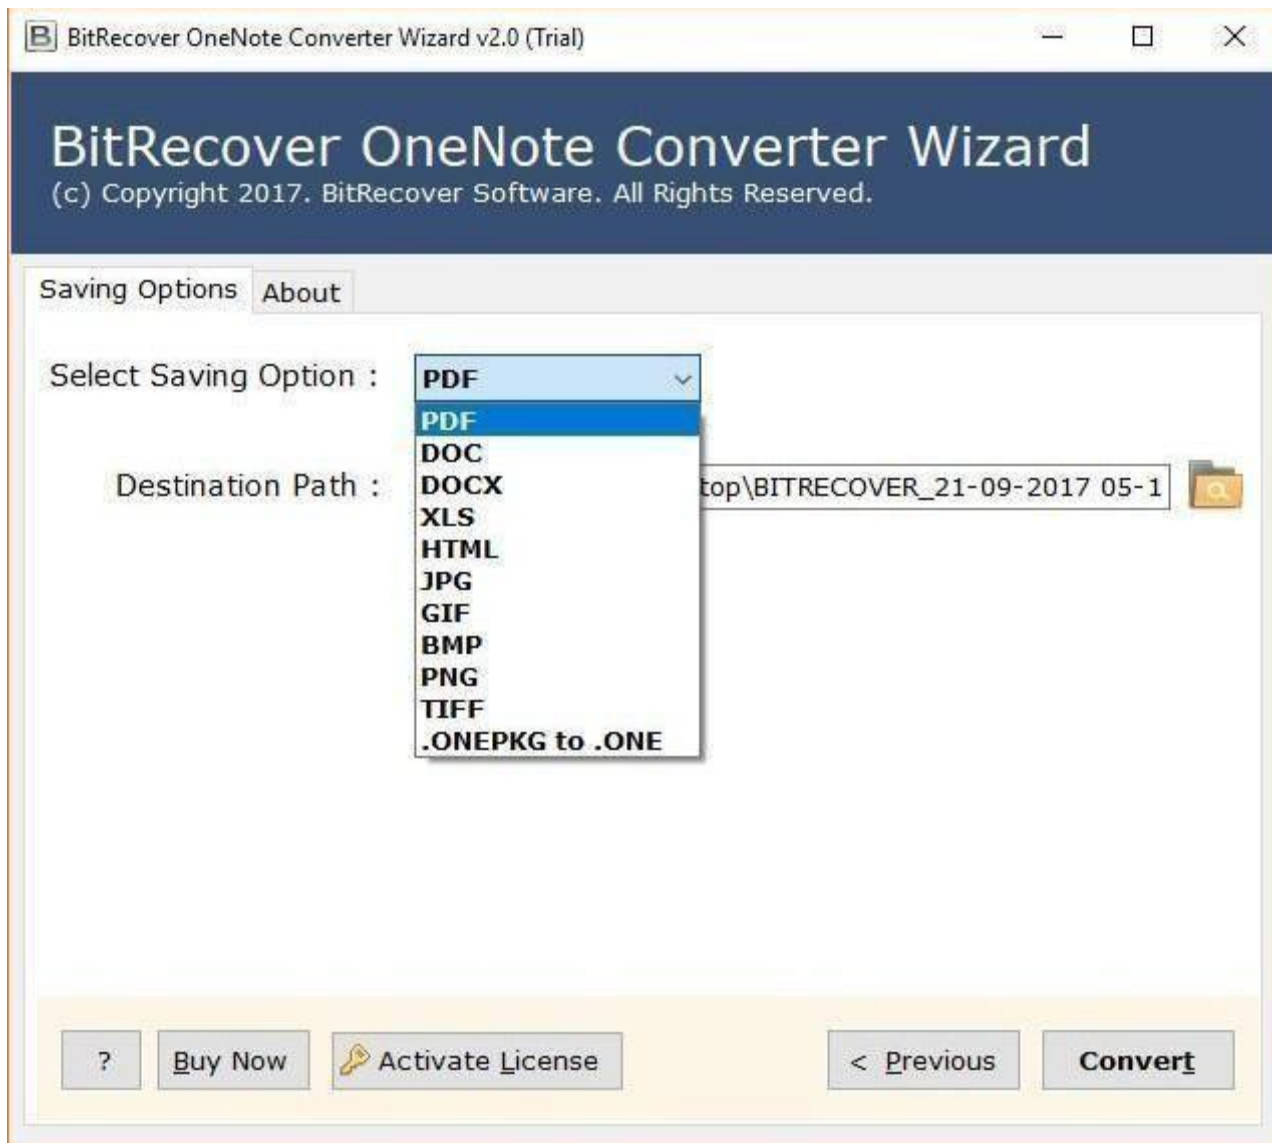 BitRecover OneNote Converter Wizard v2.0 (Trial)
BitRecover OneNote Converter Wizard
(c) Copyright 2017. BitRecover Software. All Rights Reserved.
Saving Options About
Select Saving Option : PDF
PDF
DOC
Destination Path : top\BITRECOVER_21-09-2017 05-1
DOCX
XLS
HTML
JPG
GIF
BMP
PNG
TIFF
.ONEPKG to .ONE
? Buy Now Activate License < Previous Convert